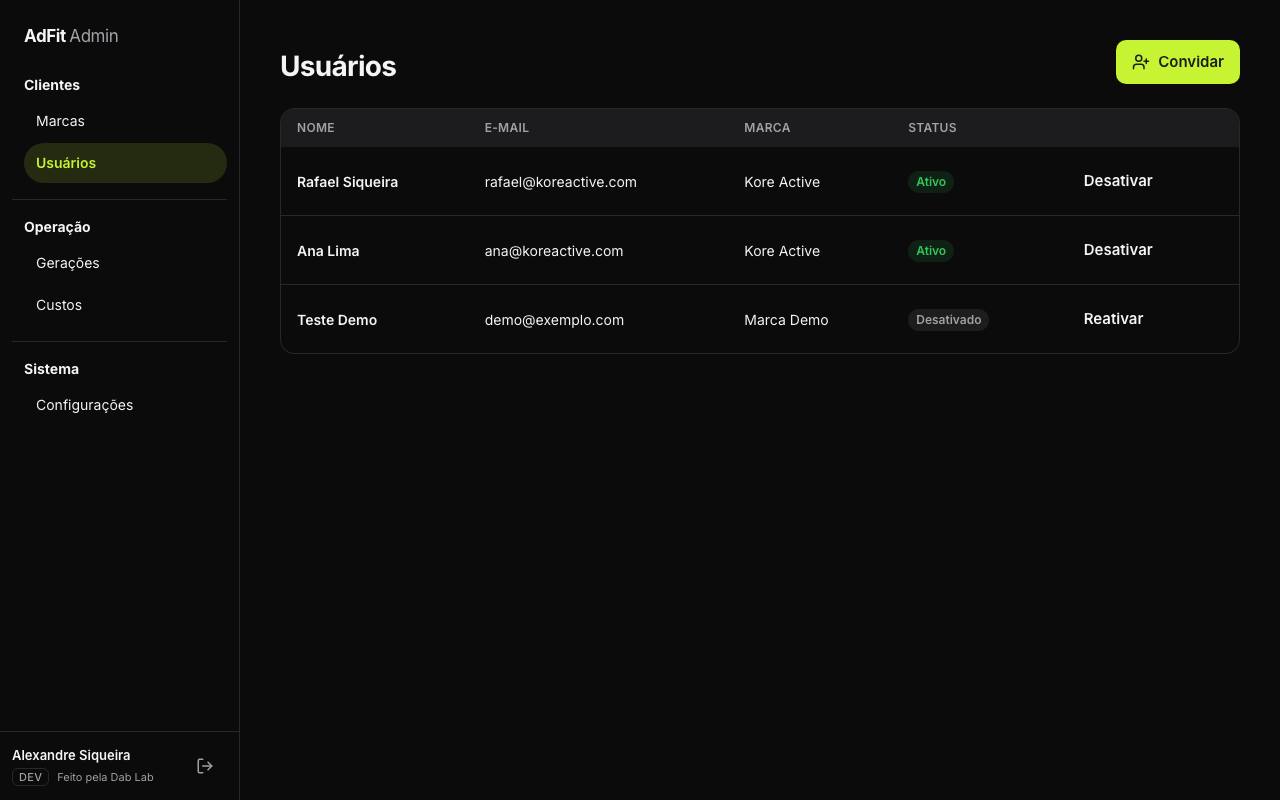 AdFit Admin
Clientes
Marcas
Usuários
Operação
Gerações
Custos
Sistema
Configurações
Alexandre Siqueira
DEV Feito pela Dab Lab
Usuários
Convidar
NOME E-MAIL MARCA STATUS
Rafael Siqueira rafael@koreactive.com Kore Active Ativo Desativar
Ana Lima ana@koreactive.com Kore Active Ativo Desativar
Teste Demo demo@exemplo.com Marca Demo Desativado Reativar